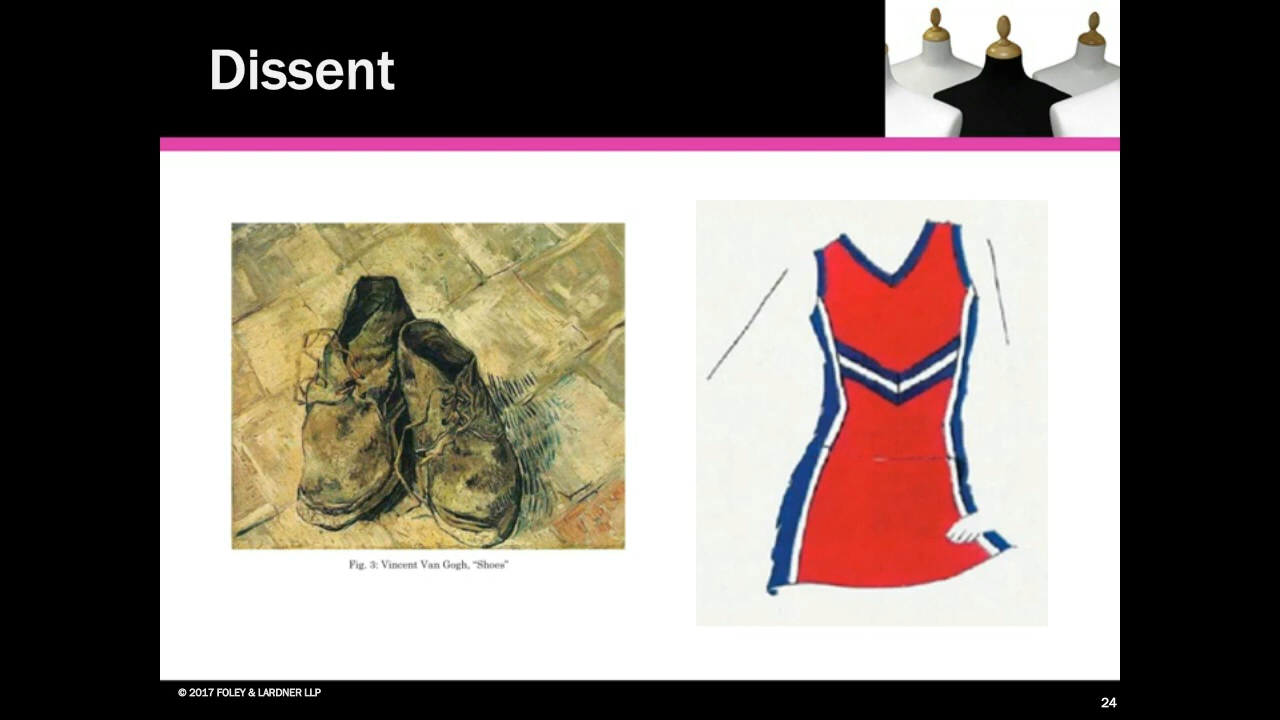 Dissent
Fig. 3: Vincent Van Gogh, “Shoes”
© 2017 FOLEY & LARDNER LLP
24